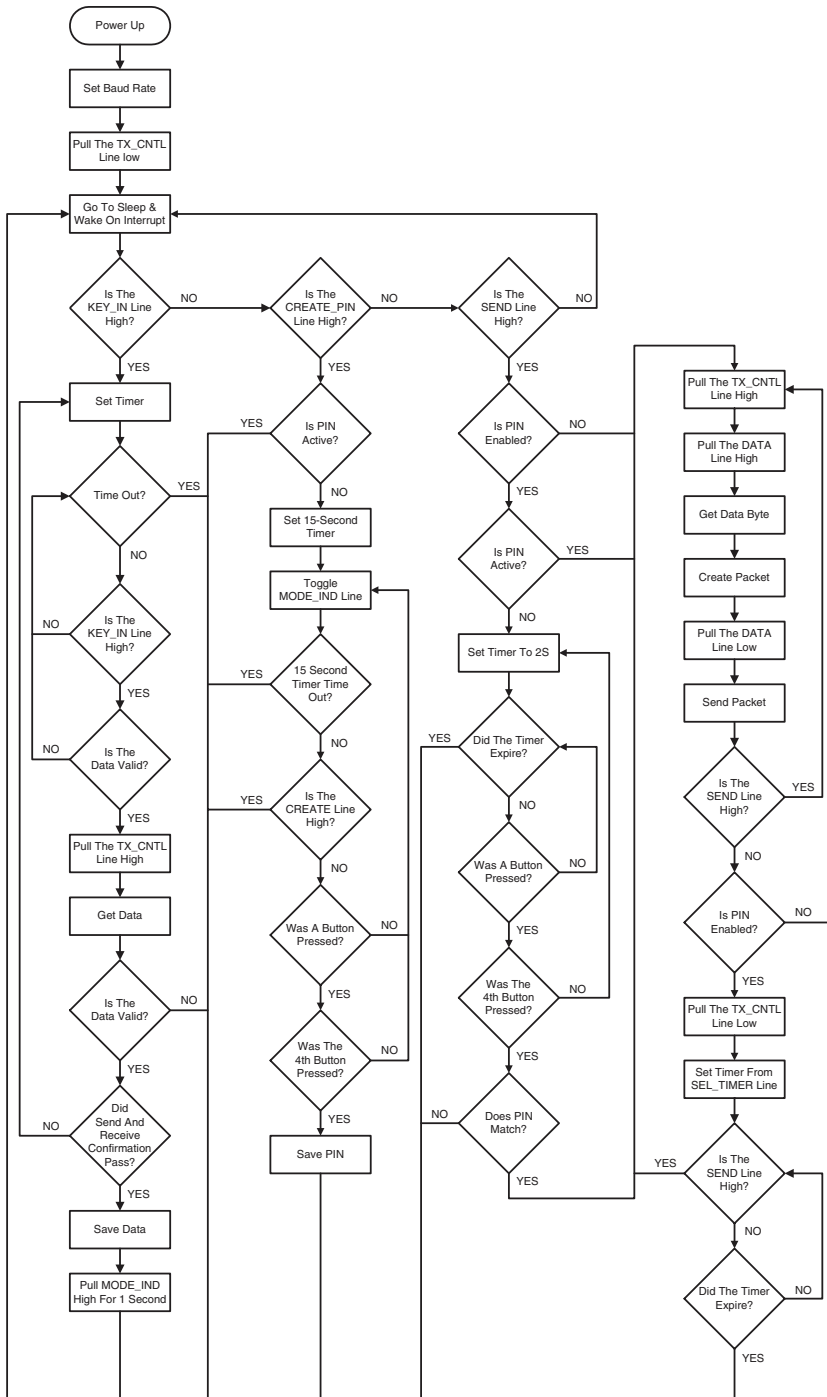 Power Up
Set Baud Rate
Pull The TX_CNTL
Line low
Go To Sleep &
Wake On Interrupt
Is The
KEY_IN Line
High?
NO
YES
Set Timer
Time Out?
YES
NO
Is The
KEY_IN Line
High?
NO
YES
Is The
Data Valid?
NO
YES
Pull The TX_CNTL
Line High
Get Data
Is The
Data Valid?
NO
YES
Did
Send And
Receive
Confirmation
Pass?
NO
YES
Save Data
Pull MODE_IND
High For 1 Second
Is The
CREATE_PIN
Line High?
NO
YES
Is PIN
Active?
YES
NO
Set 15-Second
Timer
Toggle
MODE_IND Line
15 Second
Timer Time
Out?
YES
NO
Is The
CREATE Line
High?
YES
NO
Was A Button
Pressed?
NO
YES
Was The
4th Button
Pressed?
NO
YES
Save PIN
Is The
SEND Line
High?
NO
YES
Is PIN
Enabled?
NO
YES
Is PIN
Active?
YES
NO
Set Timer To 2S
Did The Timer
Expire?
YES
NO
Was A Button
Pressed?
NO
YES
Was The
4th Button
Pressed?
NO
YES
Does PIN
Match?
NO
YES
Pull The TX_CNTL
Line High
Pull The DATA
Line High
Get Data Byte
Create Packet
Pull The DATA
Line Low
Send Packet
Is The
SEND Line
High?
YES
NO
Is PIN
Enabled?
NO
YES
Pull The TX_CNTL
Line Low
Set Timer From
SEL_TIMER Line
Is The
SEND Line
High?
YES
NO
Did The Timer
Expire?
NO
YES